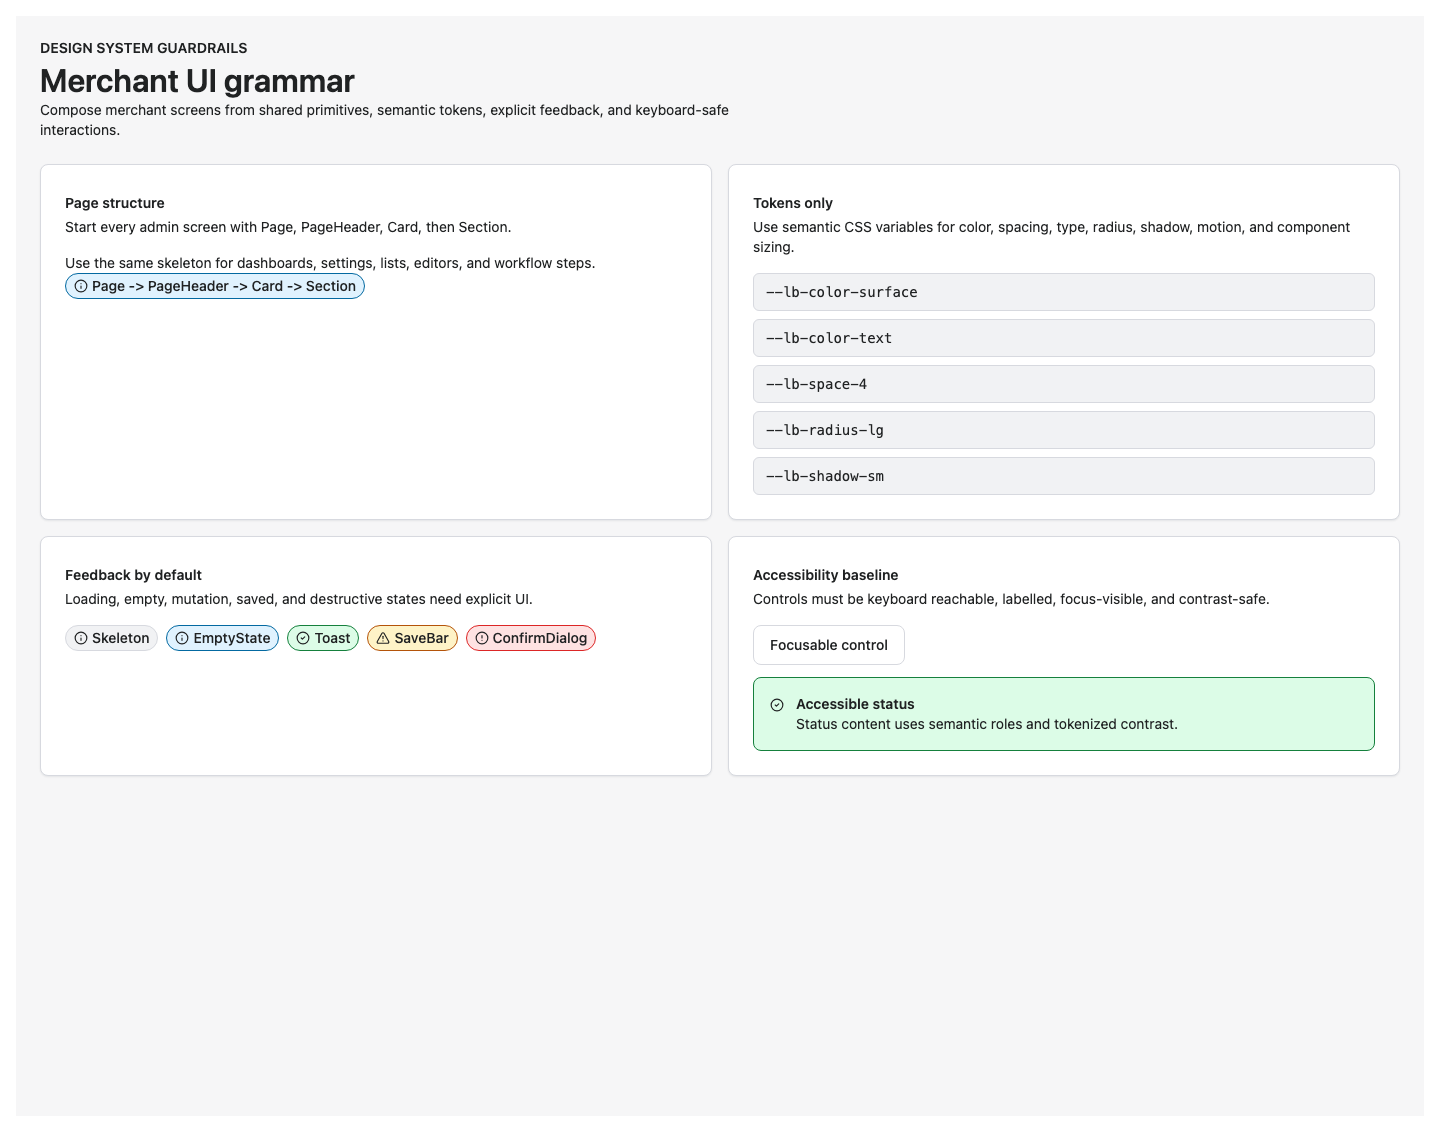 DESIGN SYSTEM GUARDRAILS
Merchant UI grammar
Compose merchant screens from shared primitives, semantic tokens, explicit feedback, and keyboard-safe
interactions.
Page structure
Start every admin screen with Page, PageHeader, Card, then Section.
Use the same skeleton for dashboards, settings, lists, editors, and workflow steps.
Page -> PageHeader -> Card -> Section
Tokens only
Use semantic CSS variables for color, spacing, type, radius, shadow, motion, and component
sizing.
--lb-color-surface
--lb-color-text
--lb-space-4
--lb-radius-lg
--lb-shadow-sm
Feedback by default
Loading, empty, mutation, saved, and destructive states need explicit UI.
Skeleton EmptyState Toast SaveBar ConfirmDialog
Accessibility baseline
Controls must be keyboard reachable, labelled, focus-visible, and contrast-safe.
Focusable control
Accessible status
Status content uses semantic roles and tokenized contrast.